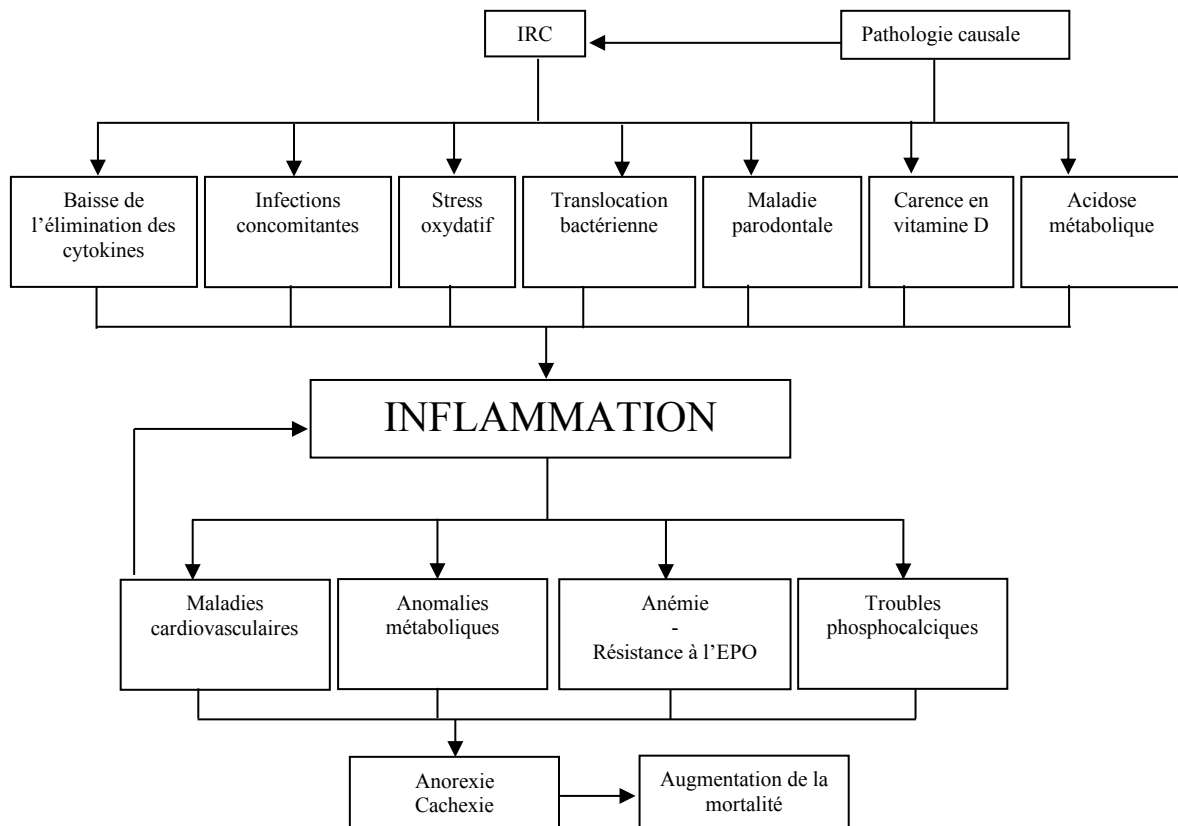 IRC
Pathologie causale
Baisse de
l’élimination des
cytokines
Infections
concomitantes
Stress
oxydatif
Translocation
bactérienne
Maladie
parodontale
Carence en
vitamine D
Acidose
métabolique
INFLAMMATION
Maladies
cardiovasculaires
Anomalies
métaboliques
Anémie
-
Résistance à l’EPO
Troubles
phosphocalciques
Anorexie
Cachexie
Augmentation de la
mortalité